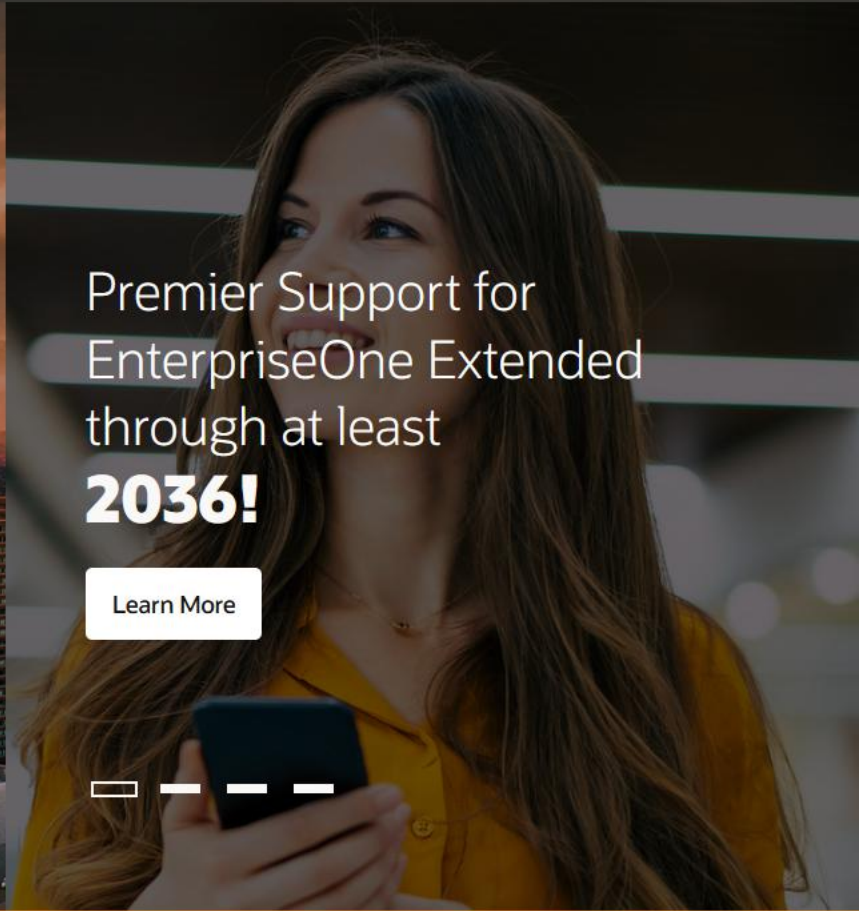 Premier Support for
EnterpriseOne Extended
through at least
2036!
Learn More